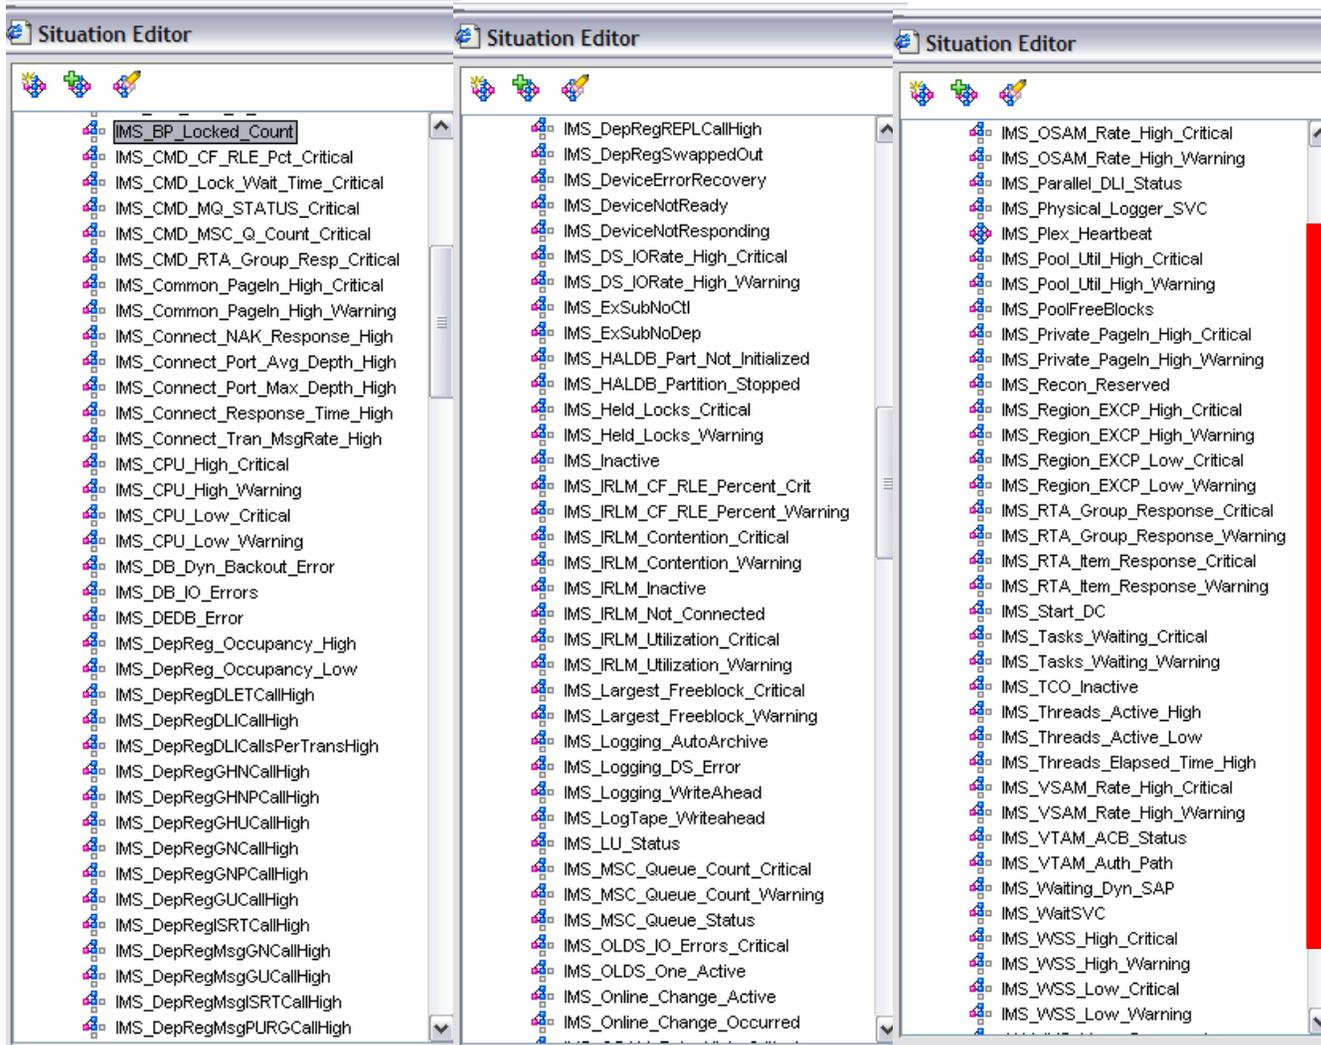 Situation Editor
IMS_BP_Locked_Count
IMS_CMD_CF_RLE_Pct_Critical
IMS_CMD_Lock_Wait_Time_Critical
IMS_CMD_MQ_STATUS_Critical
IMS_CMD_MSC_Q_Count_Critical
IMS_CMD_RTA_Group_Resp_Critical
IMS_Common_PageIn_High_Critical
IMS_Common_PageIn_High_Warning
IMS_Connect_NAK_Response_High
IMS_Connect_Port_Avg_Depth_High
IMS_Connect_Port_Max_Depth_High
IMS_Connect_Response_Time_High
IMS_Connect_Tran_MsgRate_High
IMS_CPU_High_Critical
IMS_CPU_High_Warning
IMS_CPU_Low_Critical
IMS_CPU_Low_Warning
IMS_DB_Dyn_Backout_Error
IMS_DB_IO_Errors
IMS_DEDB_Error
IMS_DepReg_Occupancy_High
IMS_DepReg_Occupancy_Low
IMS_DepRegDLETCallHigh
IMS_DepRegDLICallHigh
IMS_DepRegDLICallsPerTransHigh
IMS_DepRegGHNCallHigh
IMS_DepRegGHNPCallHigh
IMS_DepRegGHUCallHigh
IMS_DepRegGNCallHigh
IMS_DepRegGNPCallHigh
IMS_DepRegGUCallHigh
IMS_DepRegISRTCallHigh
IMS_DepRegMsgGNCallHigh
IMS_DepRegMsgGUCallHigh
IMS_DepRegMsgISRTCallHigh
IMS_DepRegMsgPURGCallHigh
Situation Editor
IMS_DepRegREPLCallHigh
IMS_DepRegSwappedOut
IMS_DeviceErrorRecovery
IMS_DeviceNotReady
IMS_DeviceNotResponding
IMS_DS_IORate_High_Critical
IMS_DS_IORate_High_Warning
IMS_ExSubNoCtl
IMS_ExSubNoDep
IMS_HALDB_Part_Not_Initialized
IMS_HALDB_Partition_Stopped
IMS_Held_Locks_Critical
IMS_Held_Locks_Warning
IMS_Inactive
IMS_IRLM_CF_RLE_Percent_Crit
IMS_IRLM_CF_RLE_Percent_Warning
IMS_IRLM_Contention_Critical
IMS_IRLM_Contention_Warning
IMS_IRLM_Inactive
IMS_IRLM_Not_Connected
IMS_IRLM_Utilization_Critical
IMS_IRLM_Utilization_Warning
IMS_Largest_Freeblock_Critical
IMS_Largest_Freeblock_Warning
IMS_Logging_AutoArchive
IMS_Logging_DS_Error
IMS_Logging_WriteAhead
IMS_LogTape_Writeahead
IMS_LU_Status
IMS_MSC_Queue_Count_Critical
IMS_MSC_Queue_Count_Warning
IMS_MSC_Queue_Status
IMS_OLDS_IO_Errors_Critical
IMS_OLDS_One_Active
IMS_Online_Change_Active
IMS_Online_Change_Occurred
Situation Editor
IMS_OSAM_Rate_High_Critical
IMS_OSAM_Rate_High_Warning
IMS_Parallel_DLI_Status
IMS_Physical_Logger_SVC
IMS_Plex_Heartbeat
IMS_Pool_Util_High_Critical
IMS_Pool_Util_High_Warning
IMS_PoolFreeBlocks
IMS_Private_PageIn_High_Critical
IMS_Private_PageIn_High_Warning
IMS_Recon_Reserved
IMS_Region_EXCP_High_Critical
IMS_Region_EXCP_High_Warning
IMS_Region_EXCP_Low_Critical
IMS_Region_EXCP_Low_Warning
IMS_RTA_Group_Response_Critical
IMS_RTA_Group_Response_Warning
IMS_RTA_Item_Response_Critical
IMS_RTA_Item_Response_Warning
IMS_Start_DC
IMS_Tasks_Waiting_Critical
IMS_Tasks_Waiting_Warning
IMS_TCO_Inactive
IMS_Threads_Active_High
IMS_Threads_Active_Low
IMS_Threads_Elapsed_Time_High
IMS_VSAM_Rate_High_Critical
IMS_VSAM_Rate_High_Warning
IMS_VTAM_ACB_Status
IMS_VTAM_Auth_Path
IMS_Waiting_Dyn_SAP
IMS_WaitSVC
IMS_WSS_High_Critical
IMS_WSS_High_Warning
IMS_WSS_Low_Critical
IMS_WSS_Low_Warning